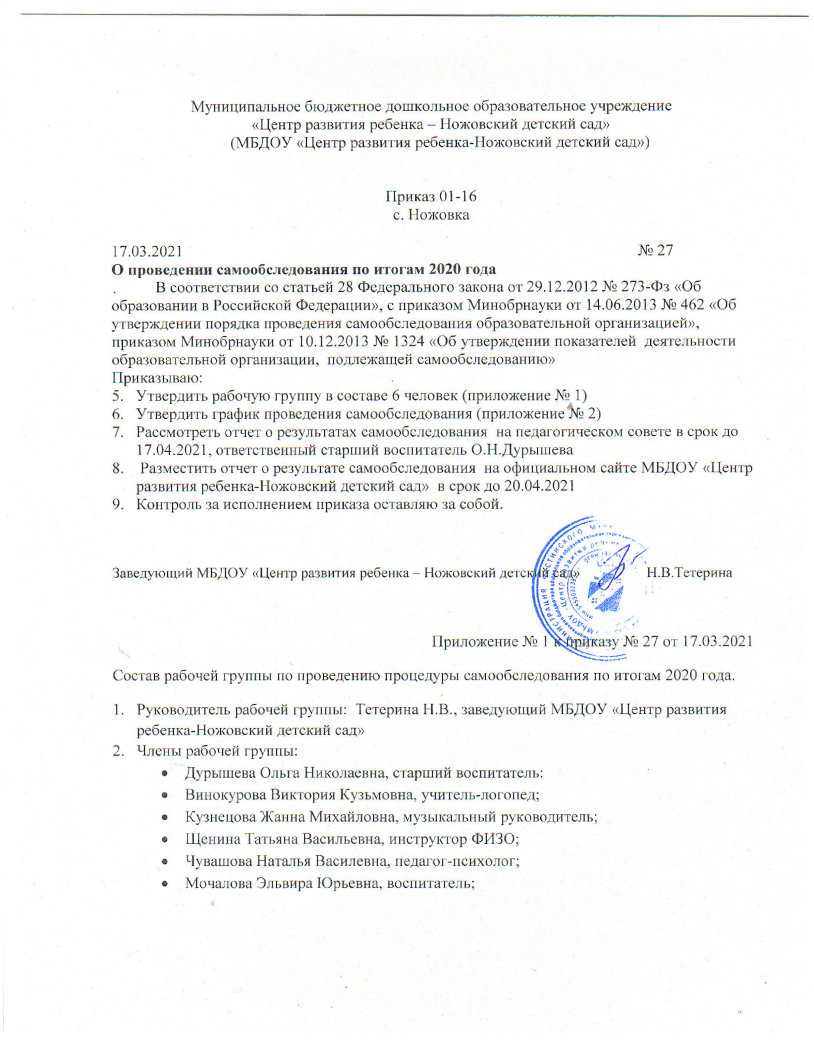 Муниципальное бюджетное дошкольное образовательное учреждение
«Центр развития ребенка – Ножовский детский сад»
(МБДОУ «Центр развития ребенка-Ножовский детский сад»)
Приказ 01-16
с. Ножовка
17.03.2021 № 27
О проведении самообследования по итогам 2020 года
. В соответствии со статьей 28 Федерального закона от 29.12.2012 № 273-Фз «Об
образовании в Российской Федерации», с приказом Минобрнауки от 14.06.2013 № 462 «Об
утверждении порядка проведения самообследования образовательной организацией»,
приказом Минобрнауки от 10.12.2013 № 1324 «Об утверждении показателей деятельности
образовательной организации, подлежащей самообследованию»
Приказываю:
5. Утвердить рабочую группу в составе 6 человек (приложение № 1)
6. Утвердить график проведения самообследования (приложение № 2)
7. Рассмотреть отчет о результатах самообследования на педагогическом совете в срок до
17.04.2021, ответственный старший воспитатель О.Н.Дурышева
8. Разместить отчет о результате самообследования на официальном сайте МБДОУ «Центр
развития ребенка-Ножовский детский сад» в срок до 20.04.2021
9. Контроль за исполнением приказа оставляю за собой.
Заведующий МБДОУ «Центр развития ребенка – Ножовский детский сад» Н.В.Тетерина
Приложение № 1 к приказу № 27 от 17.03.2021
Состав рабочей группы по проведению процедуры самообследования по итогам 2020 года.
1. Руководитель рабочей группы: Тетерина Н.В., заведующий МБДОУ «Центр развития
ребенка-Ножовский детский сад»
2. Члены рабочей группы:
• Дурышева Ольга Николаевна, старший воспитатель:
• Винокурова Виктория Кузьмовна, учитель-логопед;
• Кузнецова Жанна Михайловна, музыкальный руководитель;
• Щенина Татьяна Васильевна, инструктор ФИЗО;
• Чувашова Наталья Василевна, педагог-психолог;
• Мочалова Эльвира Юрьевна, воспитатель;